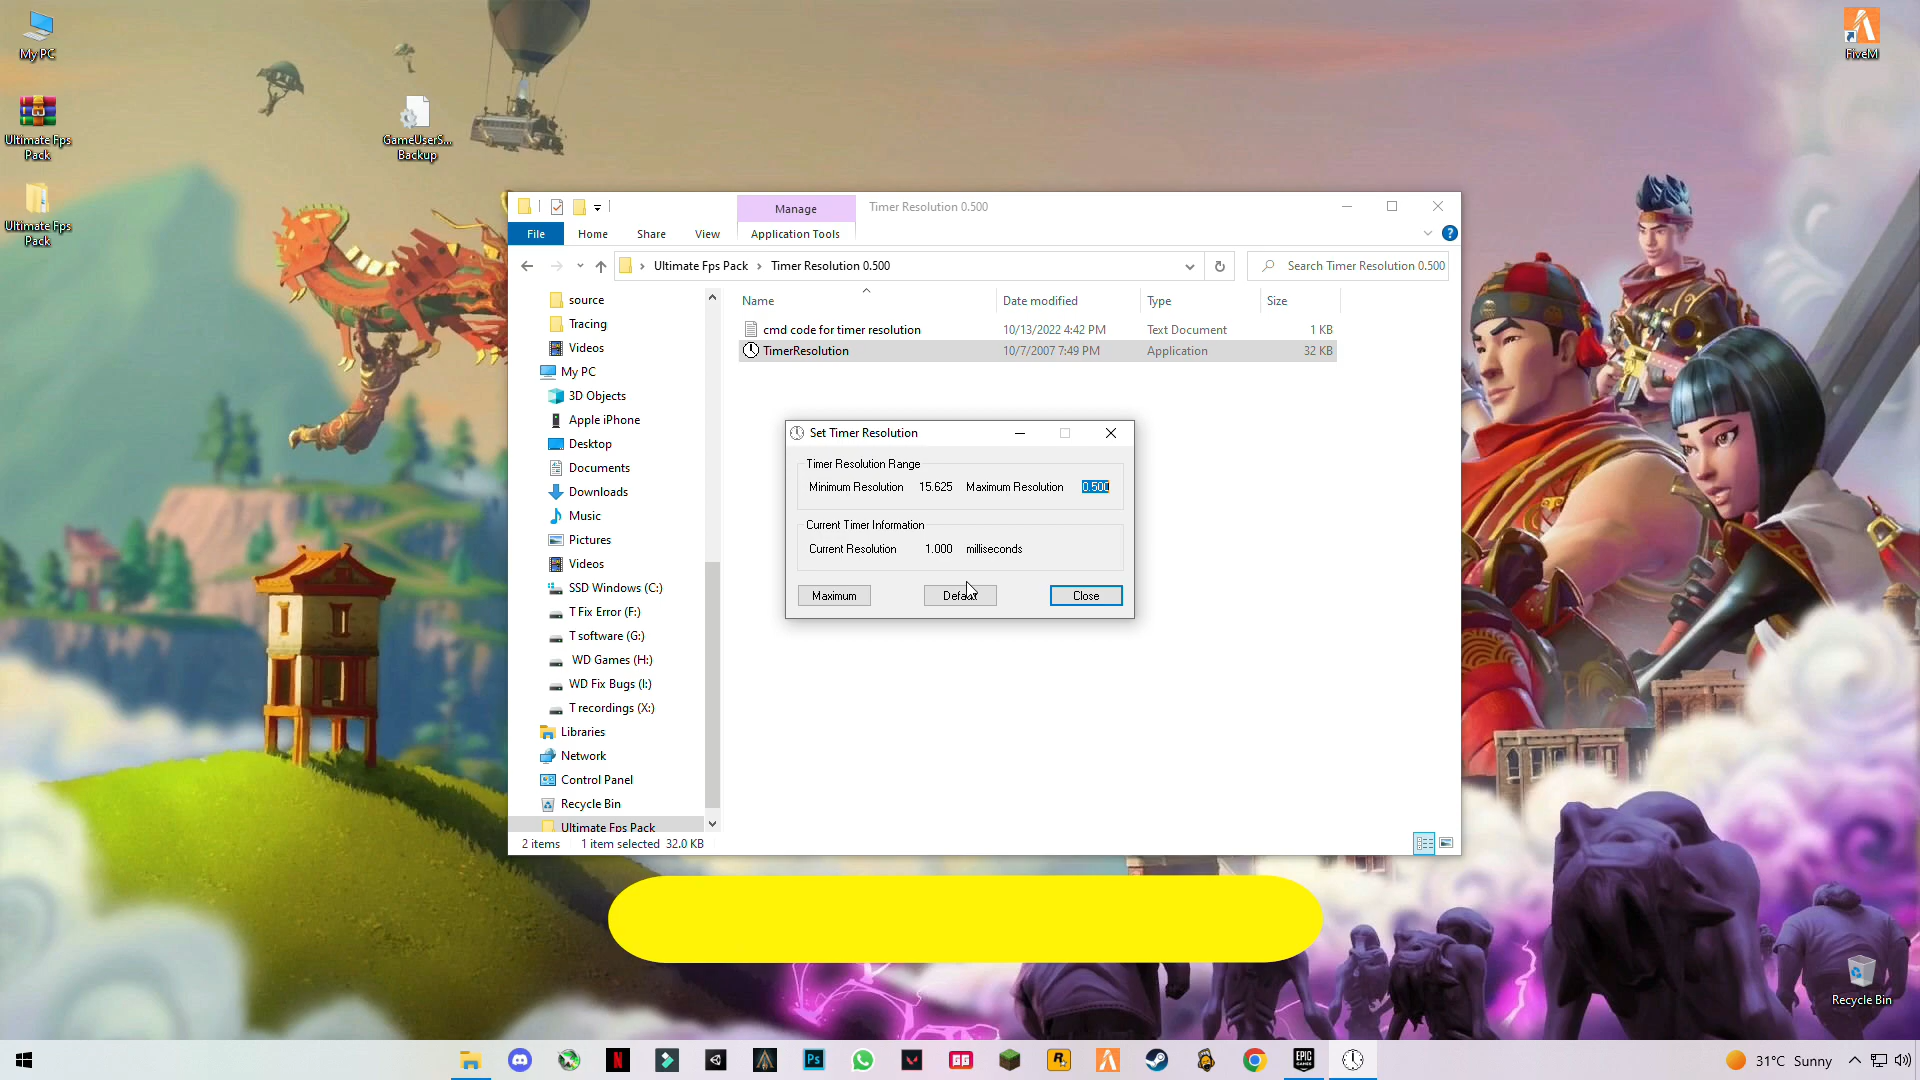 My PC
Ultimate Fps
Pack
Ultimate Fps
Pack
GameUserS...
Backup
FiveM
Manage
Timer Resolution 0.500
File
Home
Share
View
Application Tools
?
Ultimate Fps Pack
Timer Resolution 0.500
Search Timer Resolution 0.500
source
Tracing
Videos
My PC
3D Objects
Apple iPhone
Desktop
Documents
Downloads
Music
Pictures
Videos
SSD Windows (C:)
T Fix Error (F:)
T software (G:)
WD Games (H:)
WD Fix Bugs (I:)
T recordings (X:)
Libraries
Network
Control Panel
Recycle Bin
Ultimate Fps Pack
Name Date modified Type Size
cmd code for timer resolution 10/13/2022 4:42 PM Text Document 1 KB
TimerResolution 10/7/2007 7:49 PM Application 32 KB
Set Timer Resolution
Timer Resolution Range
Minimum Resolution 15.625 Maximum Resolution 0.500
Current Timer Information
Current Resolution 1.000 milliseconds
Maximum Default Close
2 items 1 item selected 32.0 KB
Recycle Bin
N
Ps
GG
R
EPIC
GAMES
31°C Sunny